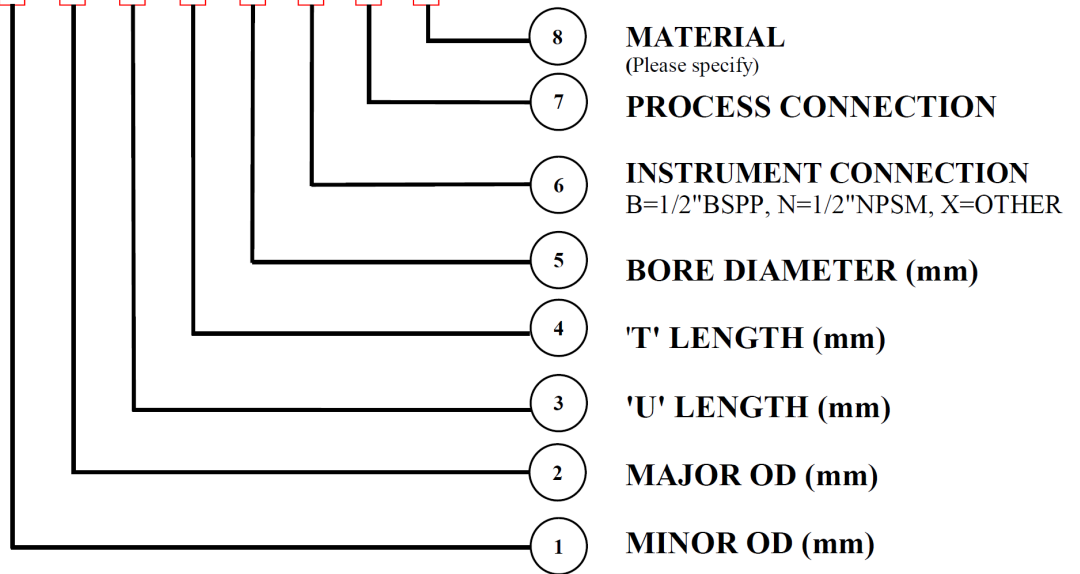 8 MATERIAL
(Please specify)
7 PROCESS CONNECTION
6 INSTRUMENT CONNECTION
B=1/2"BSPP, N=1/2"NPSM, X=OTHER
5 BORE DIAMETER (mm)
4 'T' LENGTH (mm)
3 'U' LENGTH (mm)
2 MAJOR OD (mm)
1 MINOR OD (mm)